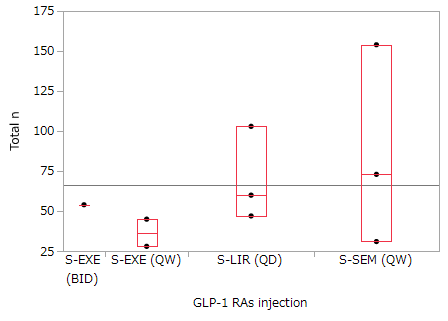 175
150
125
100
75
50
25
Total n
S-EXE (BID)
S-EXE (QW)
S-LIR (QD)
S-SEM (QW)
GLP-1 RAs injection